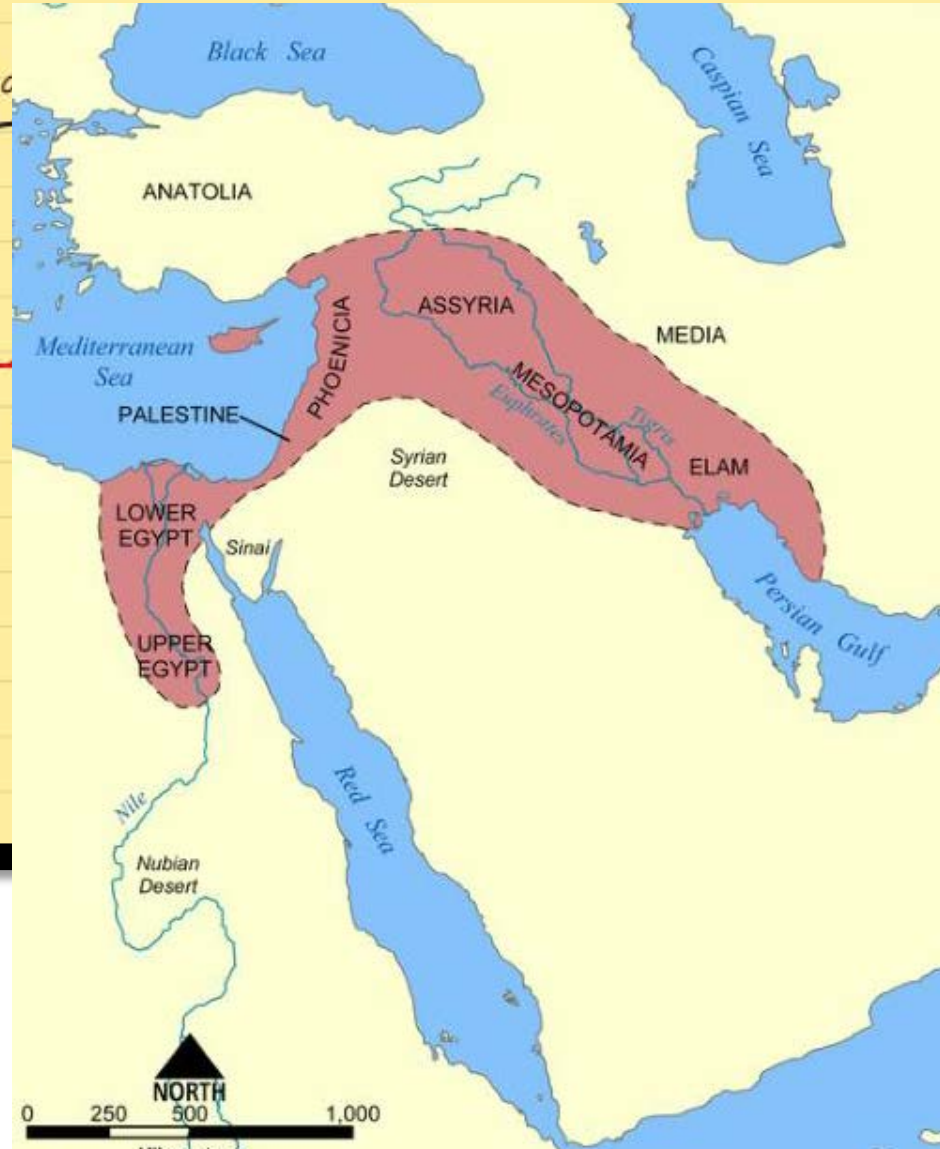 Black Sea
Caspian Sea
ANATOLIA
ASSYRIA
MEDIA
PHOENICIA
Mediterranean
Sea
MESOPOTAMIA
Euphrates
Tigris
PALESTINE
ELAM
Syrian
Desert
LOWER
EGYPT
Sinai
Persian Gulf
UPPER
EGYPT
Red Sea
Nile
Nubian
Desert
NORTH
0 250 500 1,000